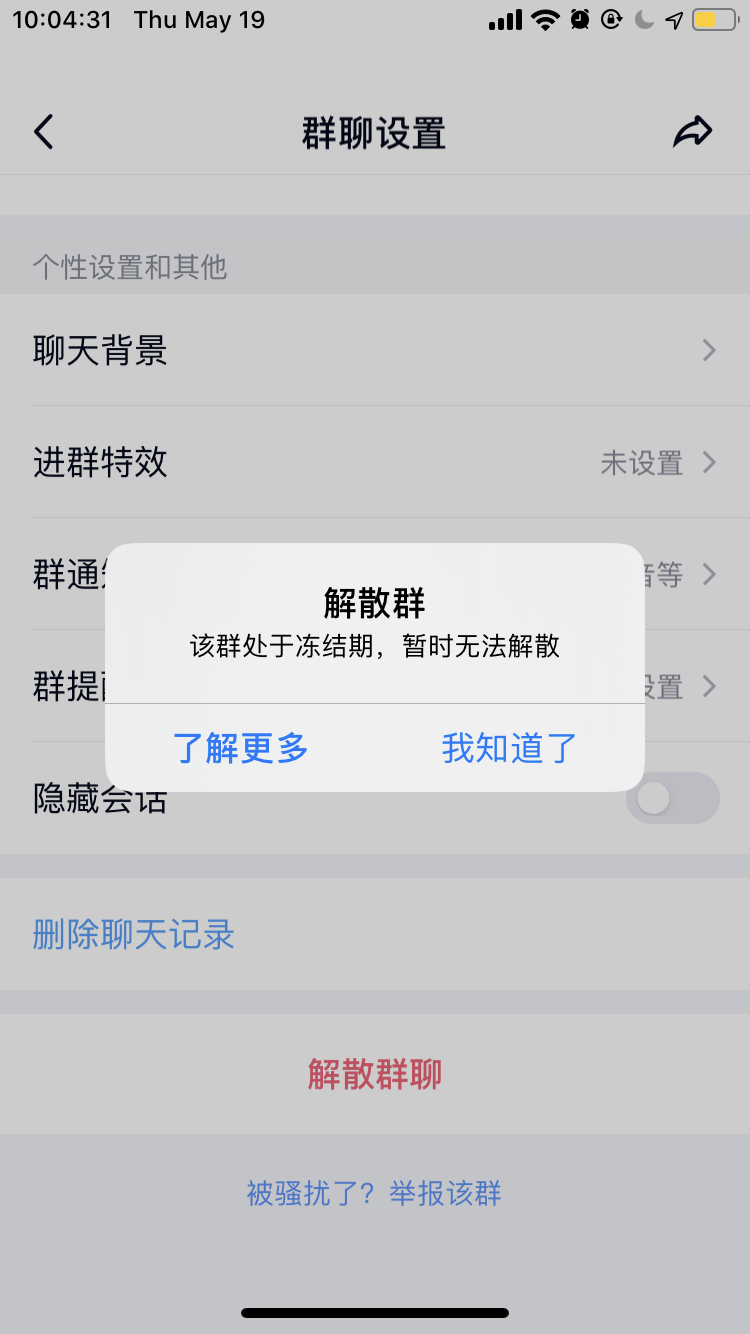 10:04:31 Thu May 19
群聊设置
个性设置和其他
聊天背景
进群特效 未设置
群通 音等
群提 设置
解散群
该群处于冻结期，暂时无法解散
了解更多 我知道了
隐藏会话
删除聊天记录
解散群聊
被骚扰了？举报该群